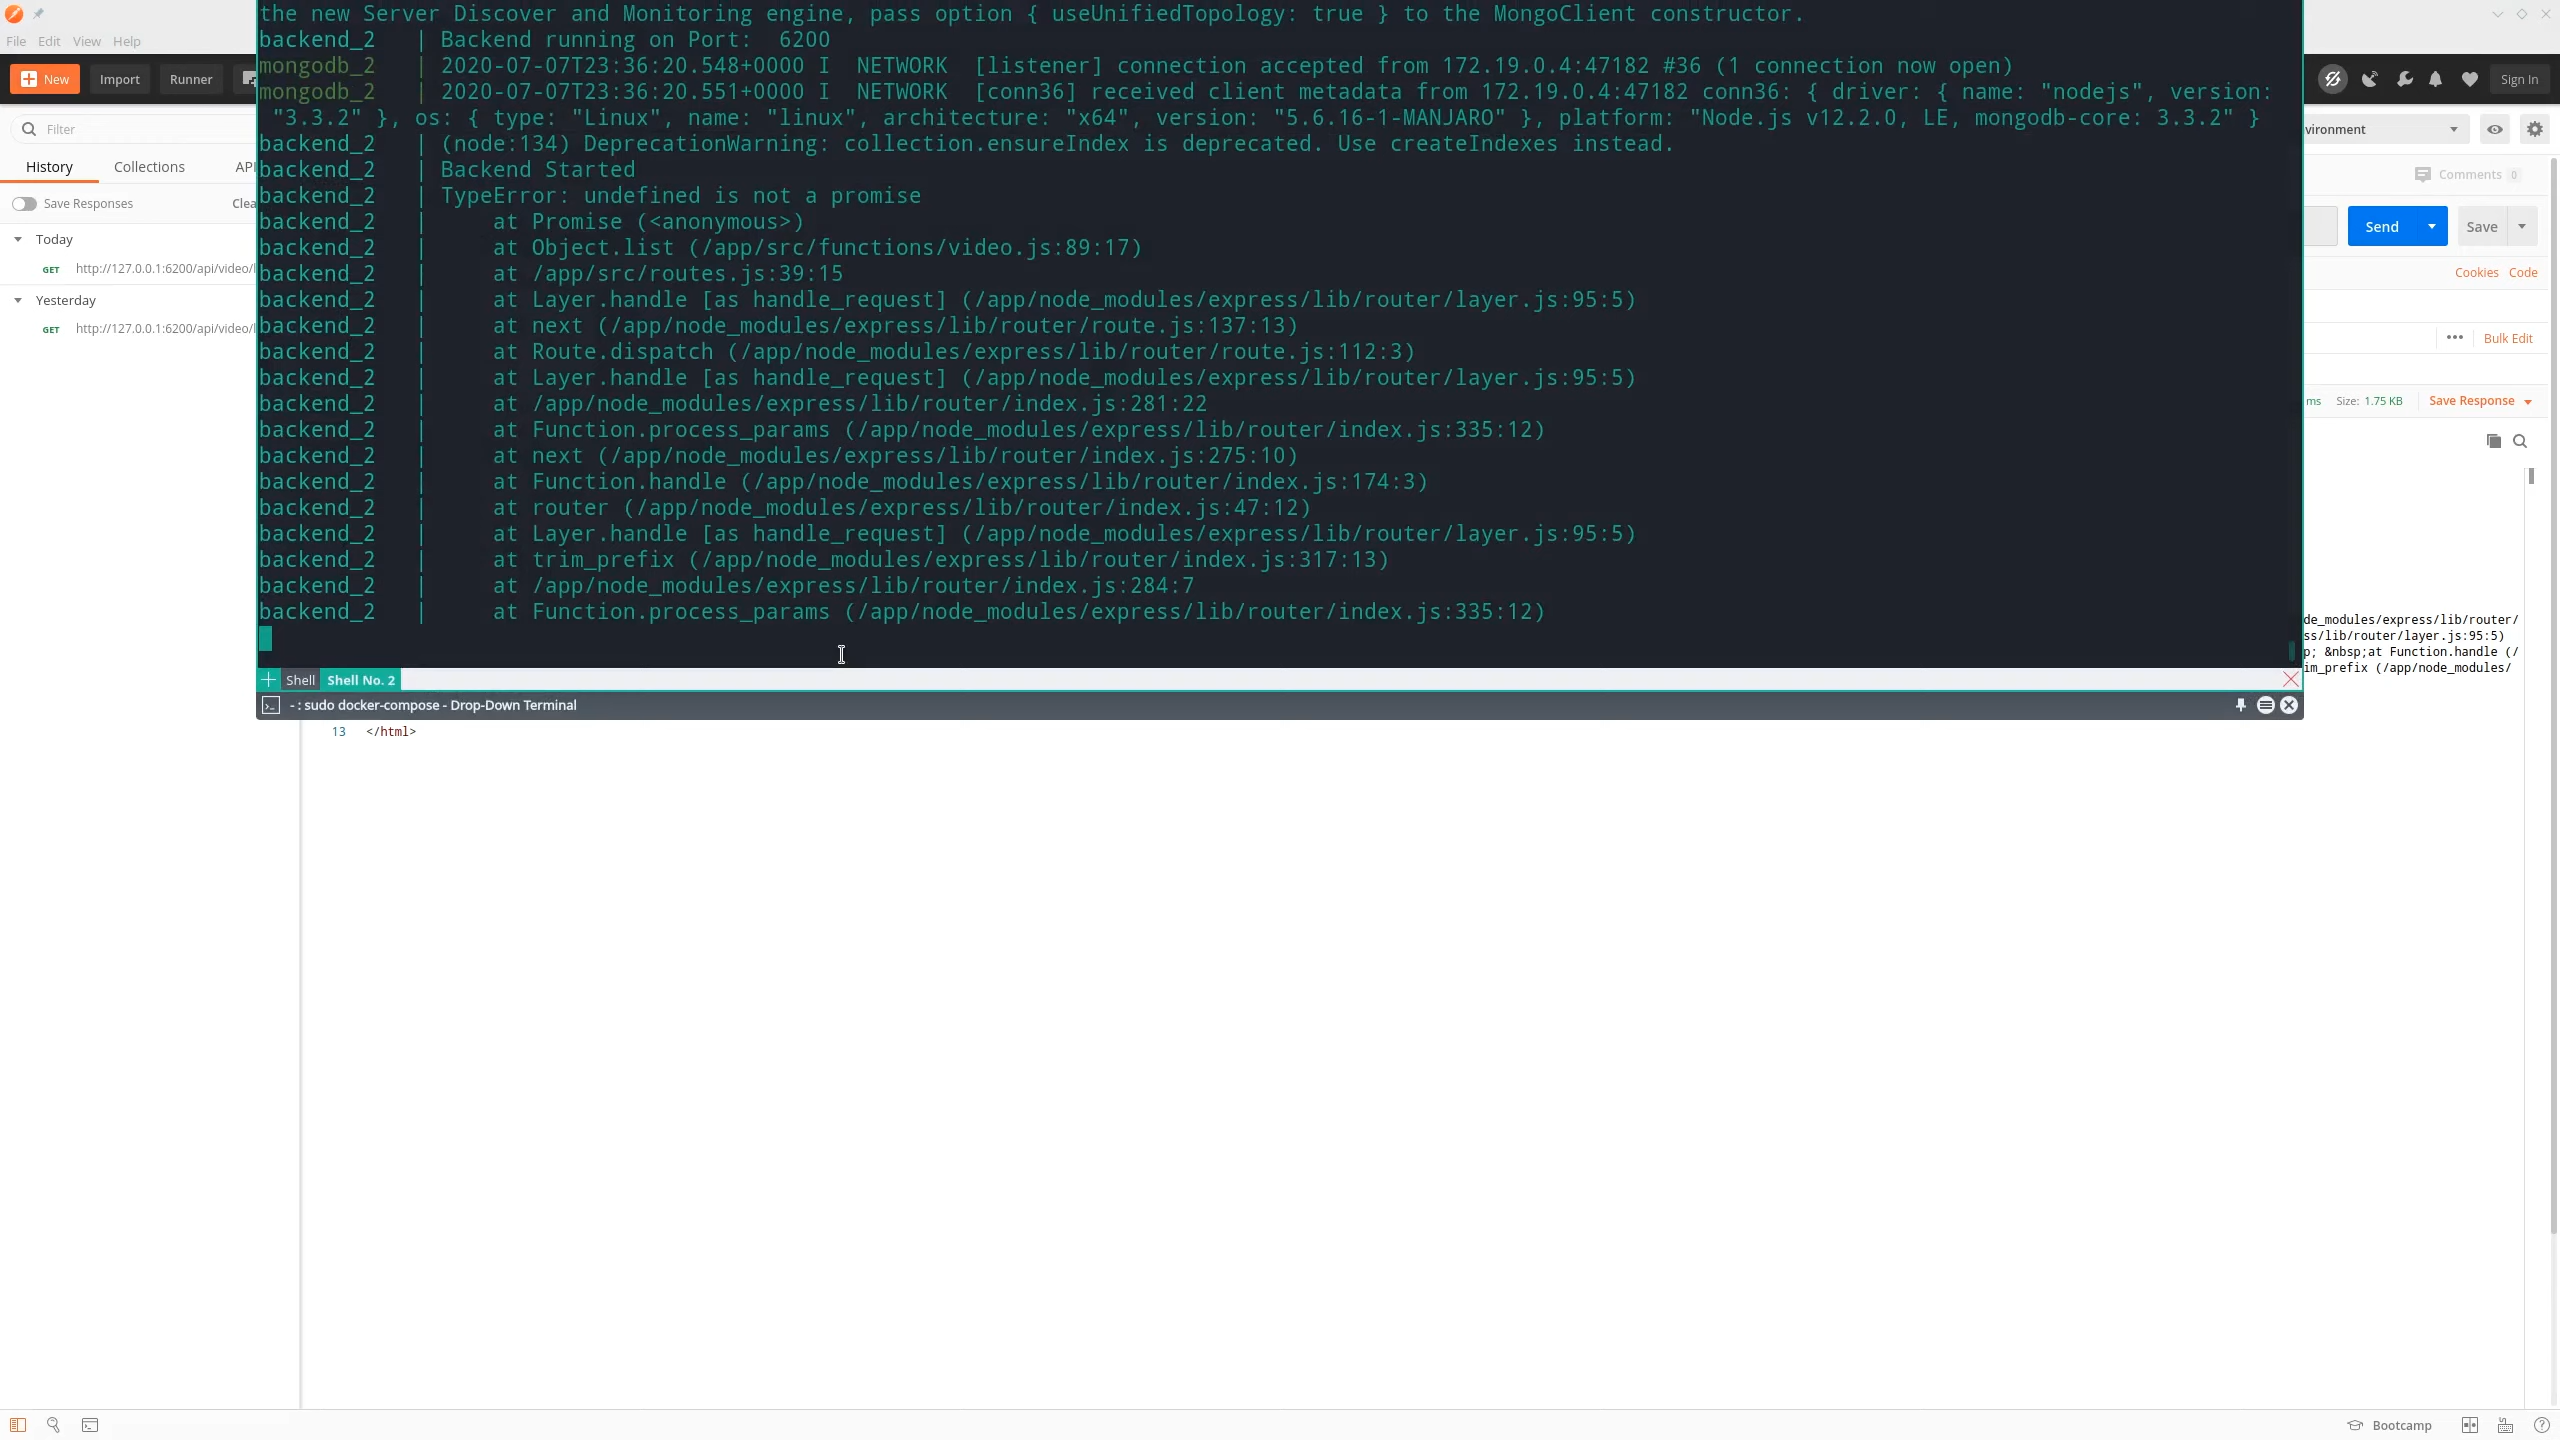 the new Server Discover and Monitoring engine, pass option { useUnifiedTopology: true } to the MongoClient constructor.
backend_2 | Backend running on Port: 6200
mongodb_2 | 2020-07-07T23:36:20.548+0000 I NETWORK [listener] connection accepted from 172.19.0.4:47182 #36 (1 connection now open)
mongodb_2 | 2020-07-07T23:36:20.551+0000 I NETWORK [conn36] received client metadata from 172.19.0.4:47182 conn36: { driver: { name: "nodejs", version:
"3.3.2" }, os: { type: "Linux", name: "linux", architecture: "x64", version: "5.6.16-1-MANJARO" }, platform: "Node.js v12.2.0, LE, mongodb-core: 3.3.2" }
backend_2 | (node:134) DeprecationWarning: collection.ensureIndex is deprecated. Use createIndexes instead.
backend_2 | Backend Started
backend_2 | TypeError: undefined is not a promise
backend_2 | at Promise (<anonymous>)
backend_2 | at Object.list (/app/src/functions/video.js:89:17)
backend_2 | at /app/src/routes.js:39:15
backend_2 | at Layer.handle [as handle_request] (/app/node_modules/express/lib/router/layer.js:95:5)
backend_2 | at next (/app/node_modules/express/lib/router/route.js:137:13)
backend_2 | at Route.dispatch (/app/node_modules/express/lib/router/route.js:112:3)
backend_2 | at Layer.handle [as handle_request] (/app/node_modules/express/lib/router/layer.js:95:5)
backend_2 | at /app/node_modules/express/lib/router/index.js:281:22
backend_2 | at Function.process_params (/app/node_modules/express/lib/router/index.js:335:12)
backend_2 | at next (/app/node_modules/express/lib/router/index.js:275:10)
backend_2 | at Function.handle (/app/node_modules/express/lib/router/index.js:174:3)
backend_2 | at router (/app/node_modules/express/lib/router/index.js:47:12)
backend_2 | at Layer.handle [as handle_request] (/app/node_modules/express/lib/router/layer.js:95:5)
backend_2 | at trim_prefix (/app/node_modules/express/lib/router/index.js:317:13)
backend_2 | at /app/node_modules/express/lib/router/index.js:284:7
backend_2 | at Function.process_params (/app/node_modules/express/lib/router/index.js:335:12)
Shell Shell No. 2
- : sudo docker-compose - Drop-Down Terminal
File Edit View Help
New Import Runner
Filter
History Collections API
Save Responses Clea
Today
GET http://127.0.0.1:6200/api/video/l
Yesterday
GET http://127.0.0.1:6200/api/video/l
Sign In
vironment
Comments 0
Send Save
Cookies Code
Bulk Edit
ms Size: 1.75 KB Save Response
de_modules/express/lib/router/
ss/lib/router/layer.js:95:5)
p; &nbsp;at Function.handle (/
im_prefix (/app/node_modules/
13 </html>
Bootcamp